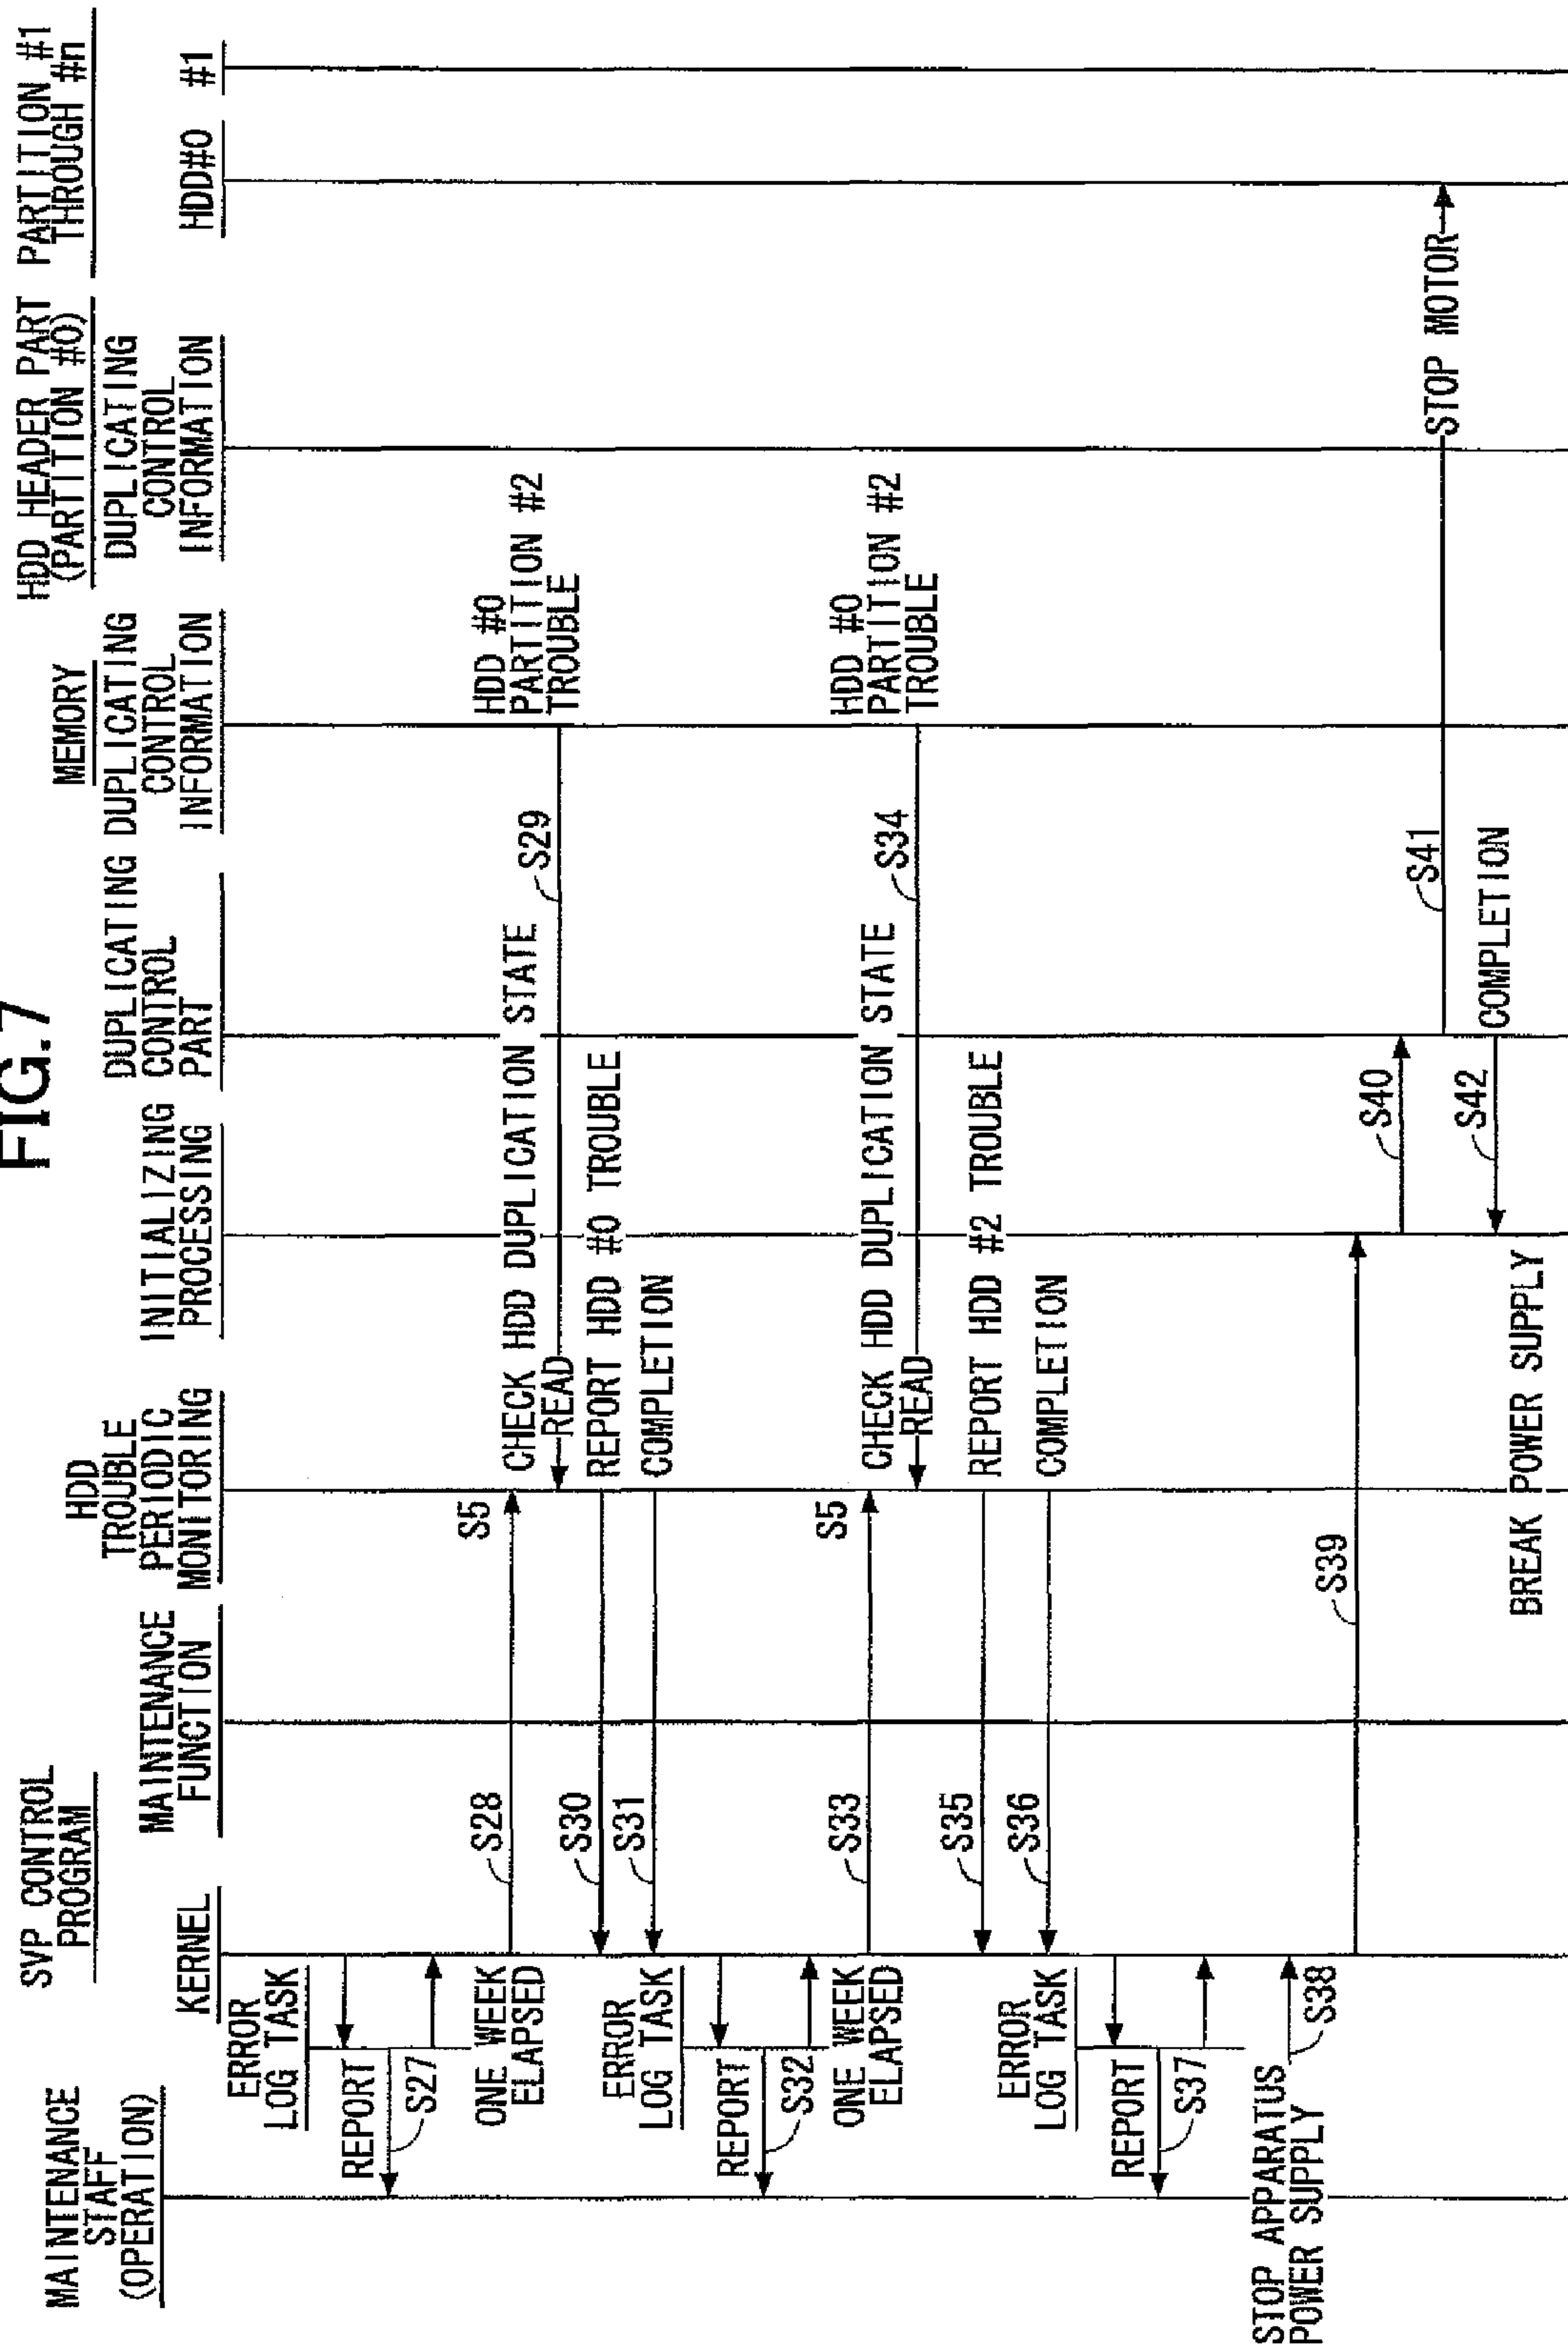 FIG.7
MAINTENANCE
STAFF
(OPERATION)
SVP CONTROL
PROGRAM
KERNEL
MAINTENANCE
FUNCTION
HDD
TROUBLE
PERIODIC
MONITORING
INITIALIZING
PROCESSING
DUPLICATING
CONTROL
PART
MEMORY
DUPLICATING
CONTROL
INFORMATION
HDD HEADER PART
(PARTITION #0)
DUPLICATING
CONTROL
INFORMATION
PARTITION #1
THROUGH #n
HDD#0
#1
ERROR
LOG TASK
REPORT
S27
ONE WEEK
ELAPSED
S28
S5
CHECK HDD DUPLICATION STATE
READ
S29
HDD #0
PARTITION #2
TROUBLE
S30
REPORT HDD #0 TROUBLE
S31
COMPLETION
ERROR
LOG TASK
REPORT
S32
ONE WEEK
ELAPSED
S33
S5
CHECK HDD DUPLICATION STATE
READ
S34
HDD #0
PARTITION #2
TROUBLE
S35
REPORT HDD #2 TROUBLE
S36
COMPLETION
ERROR
LOG TASK
REPORT
S37
STOP APPARATUS
POWER SUPPLY
S38
S39
S40
S41
STOP MOTOR
S42
COMPLETION
BREAK POWER SUPPLY